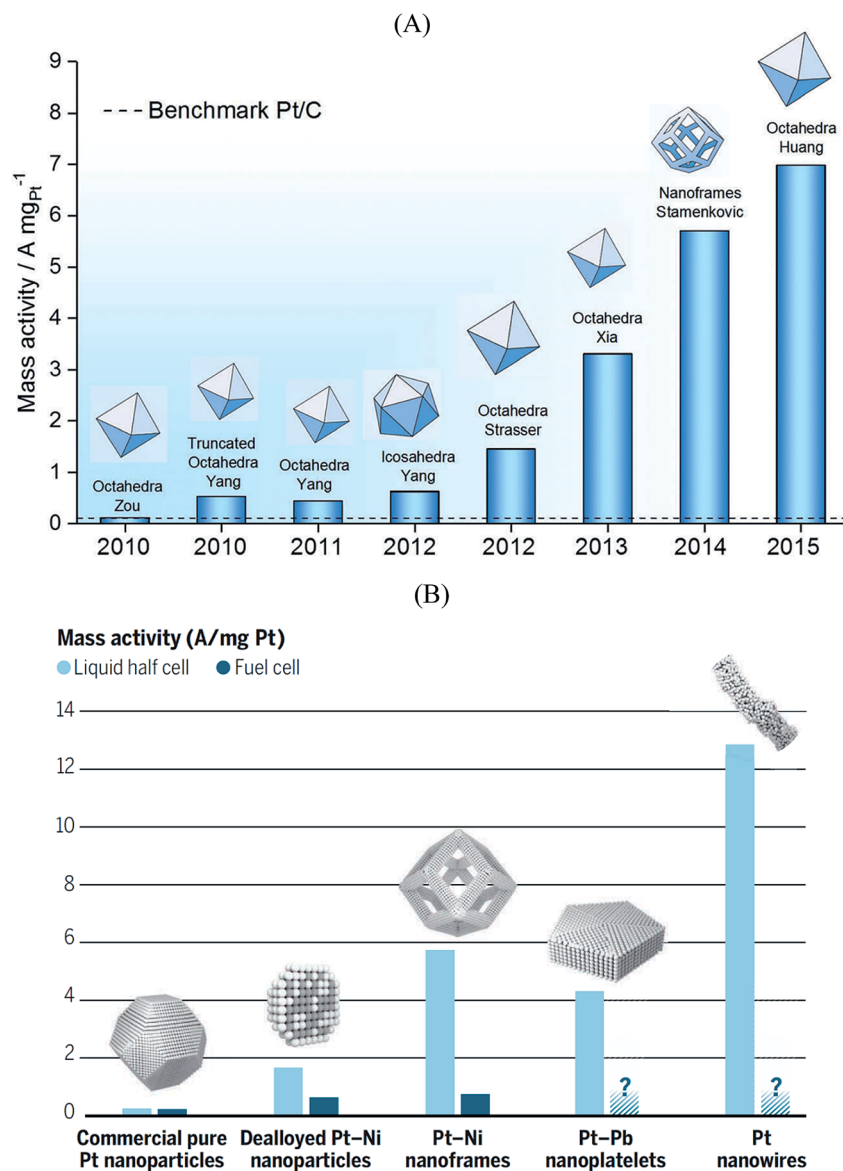 (A)
9
8
7
6
5
4
3
2
1
0
Mass activity / A mgPt⁻¹
--- Benchmark Pt/C
Octahedra
Zou
Truncated
Octahedra
Yang
Octahedra
Yang
Icosahedra
Yang
Octahedra
Strasser
Octahedra
Xia
Nanoframes
Stamenkovic
Octahedra
Huang
2010 2010 2011 2012 2012 2013 2014 2015
(B)
Mass activity (A/mg Pt)
Liquid half cell Fuel cell
14
12
10
8
6
4
2
0
? ?
Commercial pure
Pt nanoparticles
Dealloyed Pt–Ni
nanoparticles
Pt–Ni
nanoframes
Pt–Pb
nanoplatelets
Pt
nanowires